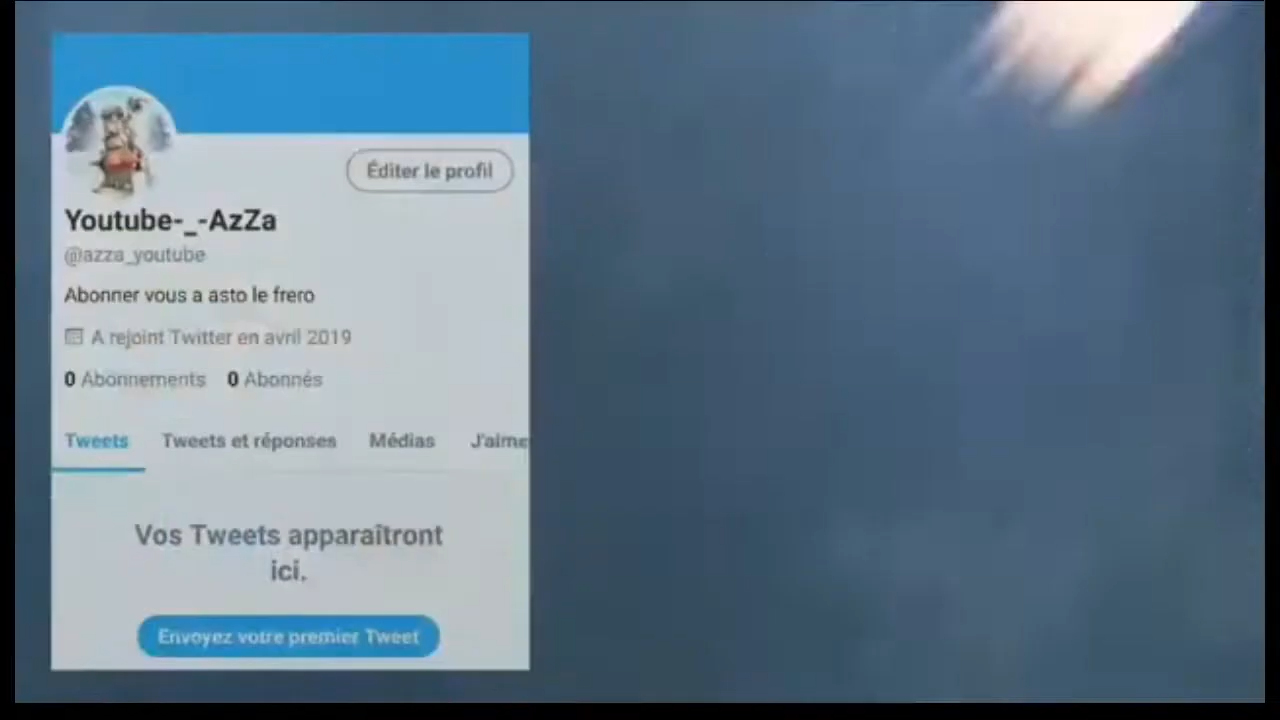 Éditer le profil
Youtube-_-AzZa
@azza_youtube
Abonner vous a asto le frero
A rejoint Twitter en avril 2019
0 Abonnements 0 Abonnés
Tweets Tweets et réponses Médias J'aime
Vos Tweets apparaîtront
ici.
Envoyez votre premier Tweet